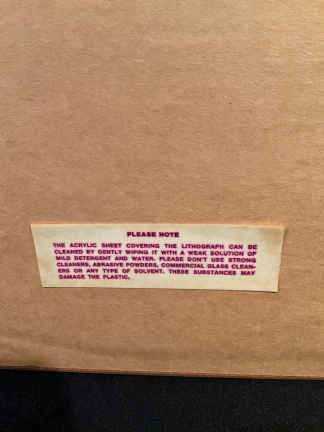 PLEASE NOTE
THE ACRYLIC SHEET COVERING THE LITHOGRAPH CAN BE
CLEANED BY GENTLY WIPING IT WITH A WEAK SOLUTION OF
MILD DETERGENT AND WATER. PLEASE DON'T USE STRONG
CLEANERS, ABRASIVE POWDERS, COMMERCIAL GLASS CLEAN-
ERS OR ANY TYPE OF SOLVENT. THESE SUBSTANCES MAY
DAMAGE THE PLASTIC.